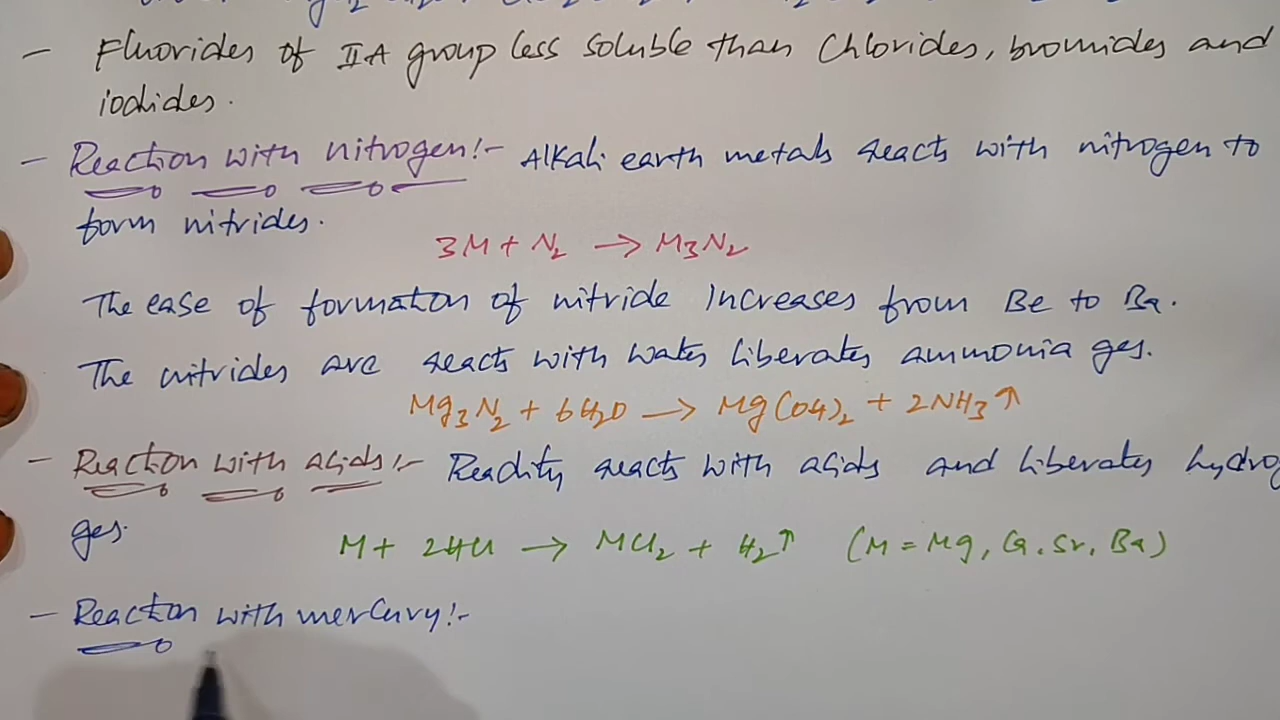 - Fluorides of IIA group less soluble than Chlorides, bromides and
iodides.
- Reaction with nitrogen:- Alkali earth metals reacts with nitrogen to
form nitrides.
3M + N₂ → M₃N₂
The ease of formation of nitride increases from Be to Ba.
The nitrides are reacts with water liberates ammonia gas.
Mg₃N₂ + 6H₂O → Mg(OH)₂ + 2NH₃↑
- Reaction with acids:- Readily reacts with acids and liberates hydro
gas.
M + 2HCl → MCl₂ + H₂↑ (M = Mg, Ca, Sr, Ba)
- Reaction with mercury:-